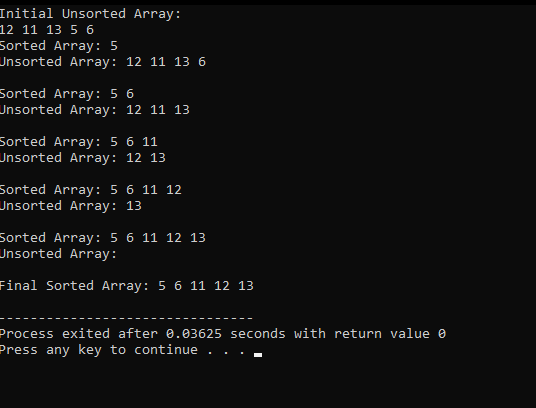 Initial Unsorted Array:
12 11 13 5 6
Sorted Array: 5
Unsorted Array: 12 11 13 6
Sorted Array: 5 6
Unsorted Array: 12 11 13
Sorted Array: 5 6 11
Unsorted Array: 12 13
Sorted Array: 5 6 11 12
Unsorted Array: 13
Sorted Array: 5 6 11 12 13
Unsorted Array:
Final Sorted Array: 5 6 11 12 13
--------------------------------
Process exited after 0.03625 seconds with return value 0
Press any key to continue . . .